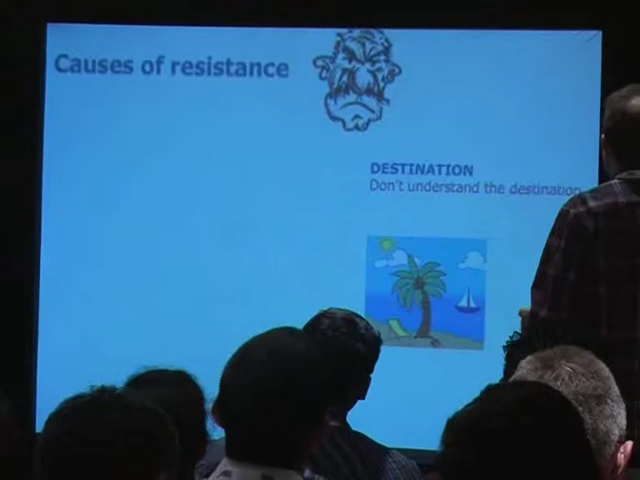 Causes of resistance
DESTINATION
Don't understand the destination